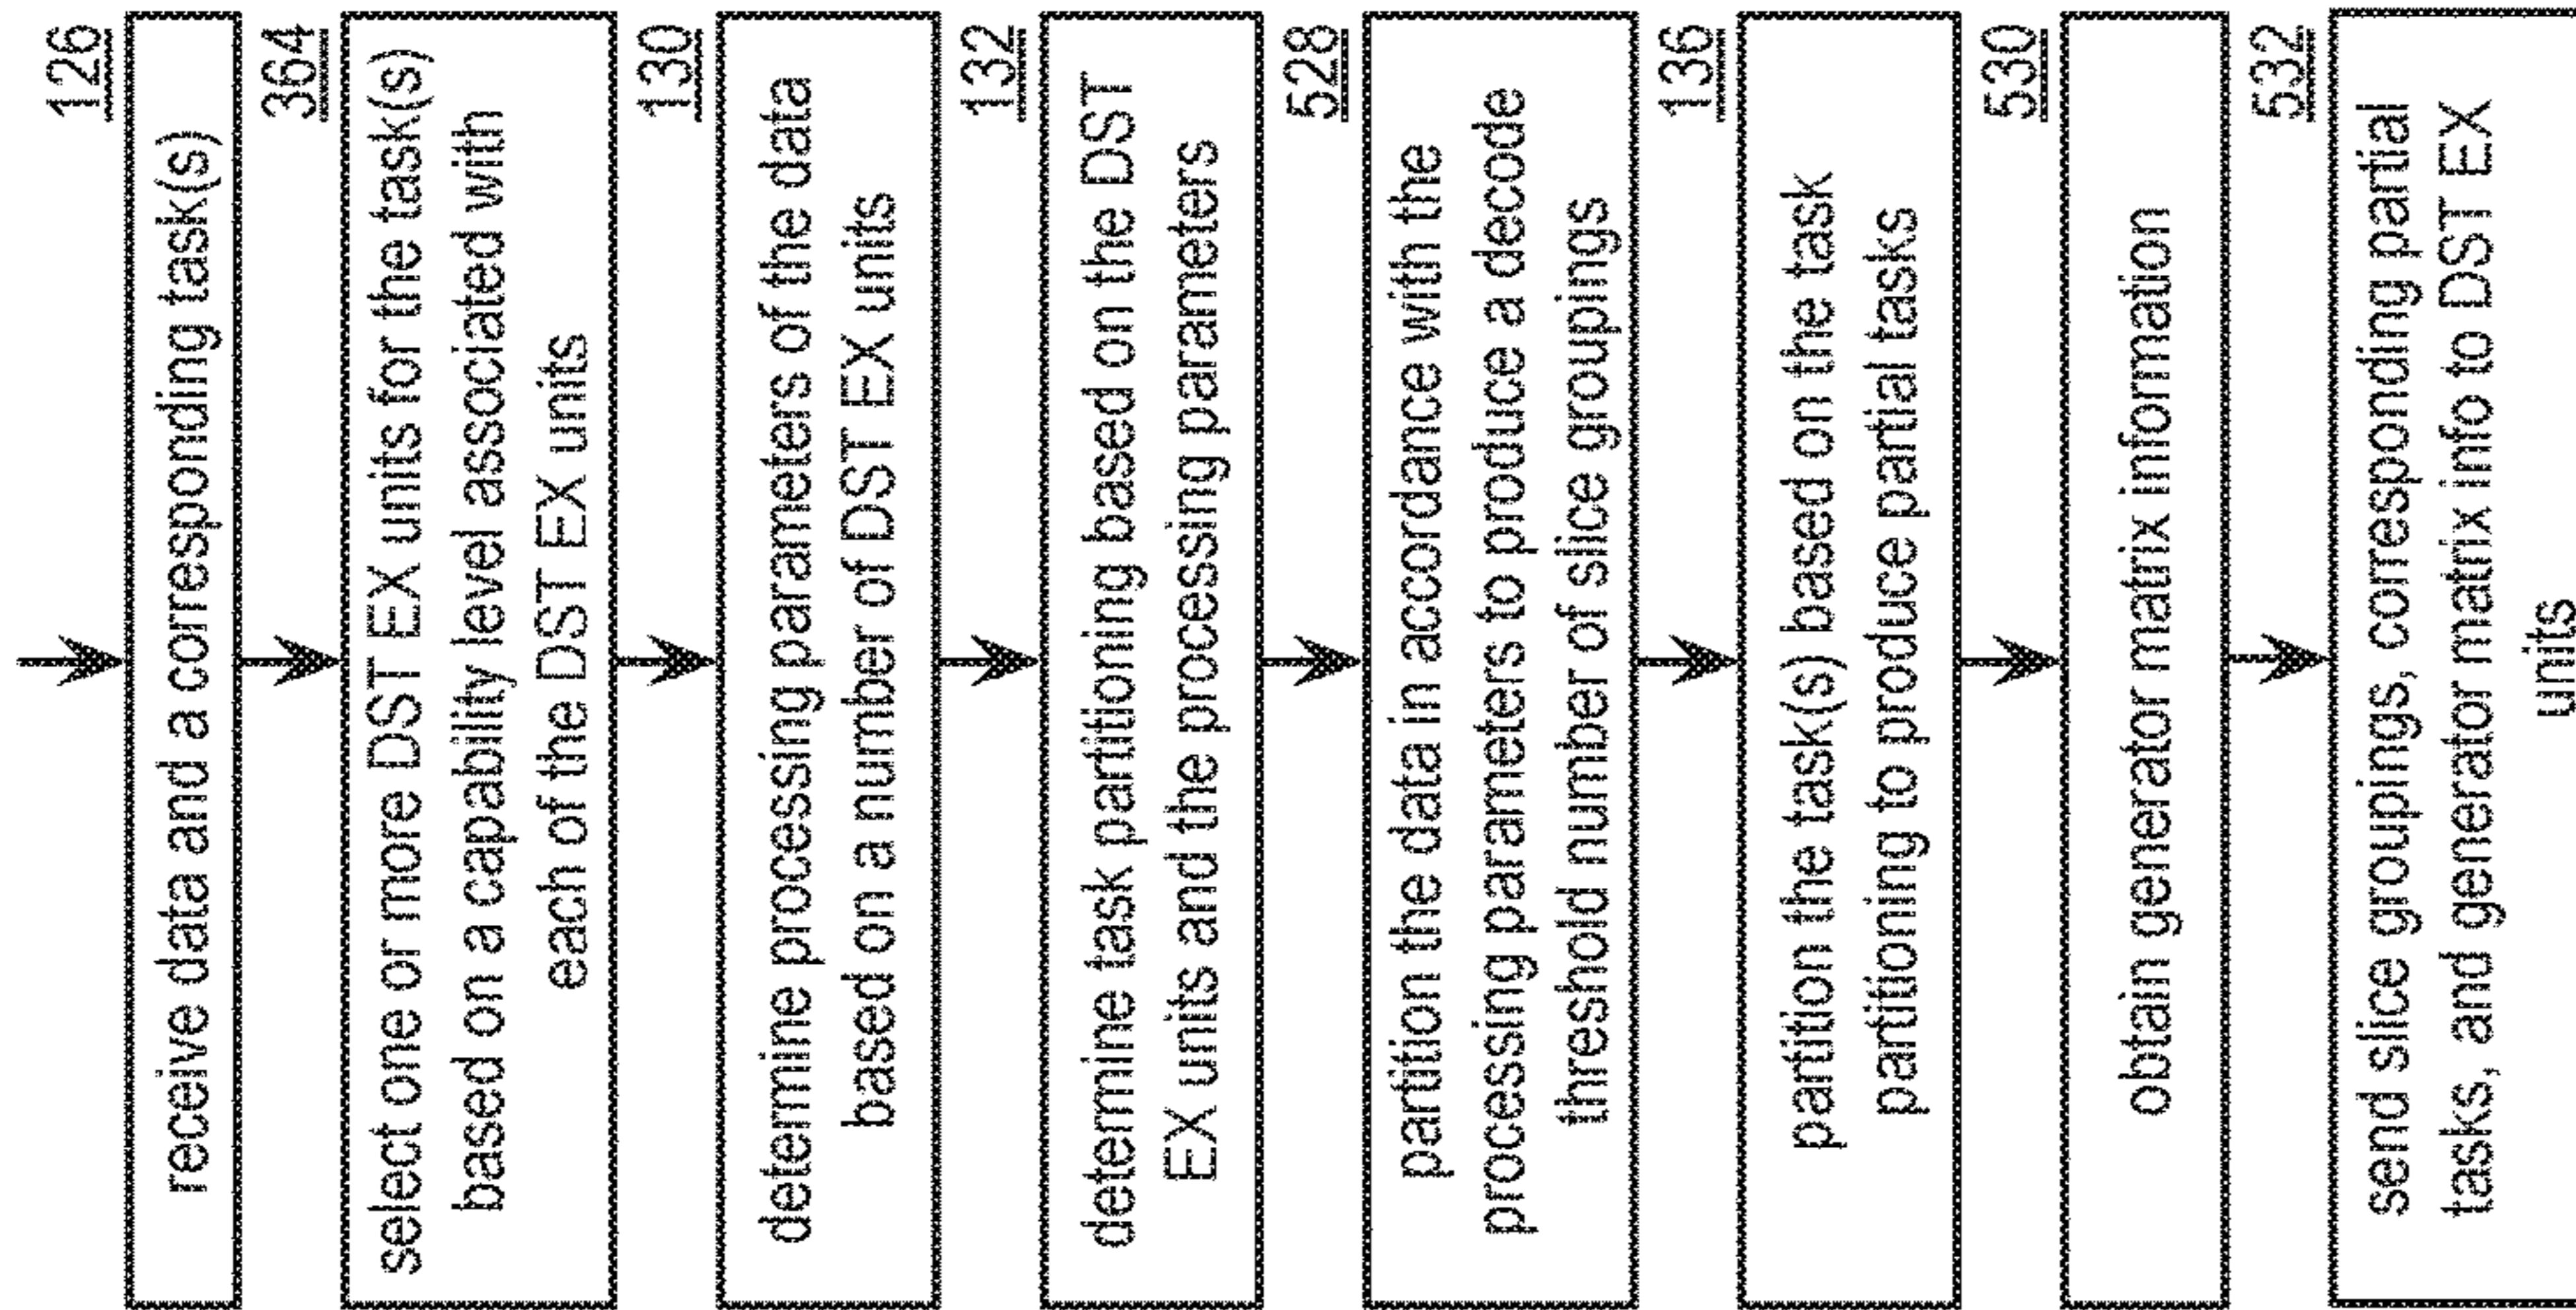 126
receive data and a corresponding task(s)
364
select one or more DST EX units for the task(s)
based on a capability level associated with
each of the DST EX units
130
determine processing parameters of the data
based on a number of DST EX units
132
determine task partitioning based on the DST
EX units and the processing parameters
528
partition the data in accordance with the
processing parameters to produce a decode
threshold number of slice groupings
136
partition the task(s) based on the task
partitioning to produce partial tasks
530
obtain generator matrix information
532
send slice groupings, corresponding partial
tasks, and generator matrix info to DST EX
units